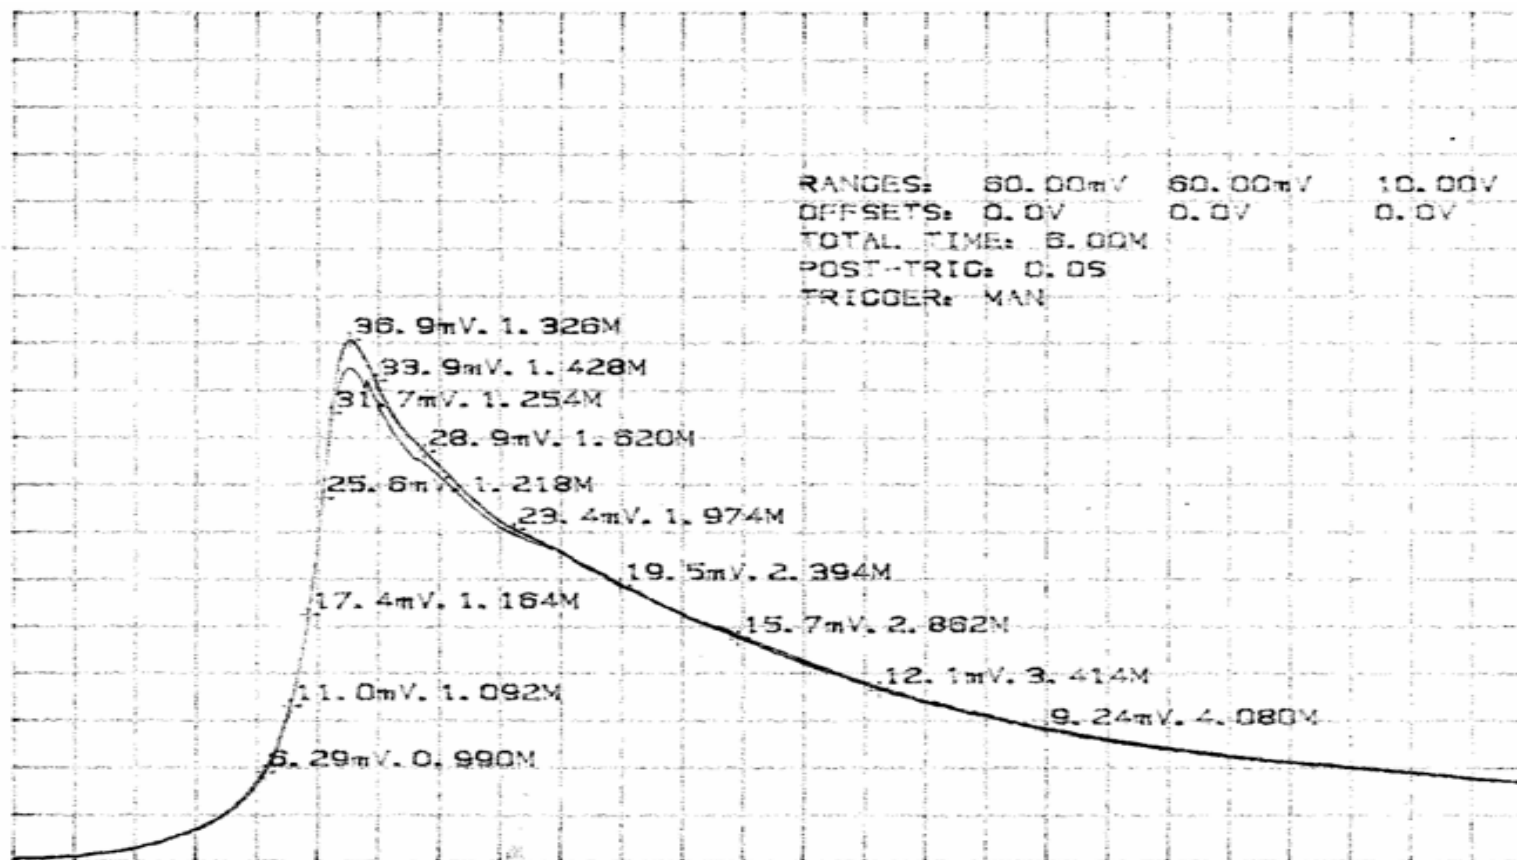 RANGES: 60.00mV 60.00mV 10.00V
OFFSETS: 0.0V 0.0V 0.0V
TOTAL TIME: 6.00M
POST-TRIG: 0.0S
TRIGGER: MAN
36.9mV. 1.326M
33.9mV. 1.428M
31.7mV. 1.254M
28.9mV. 1.620M
25.6mV. 1.218M
23.4mV. 1.974M
19.5mV. 2.394M
17.4mV. 1.164M
15.7mV. 2.862M
12.1mV. 3.414M
11.0mV. 1.092M
9.24mV. 4.080M
6.29mV. 0.990M